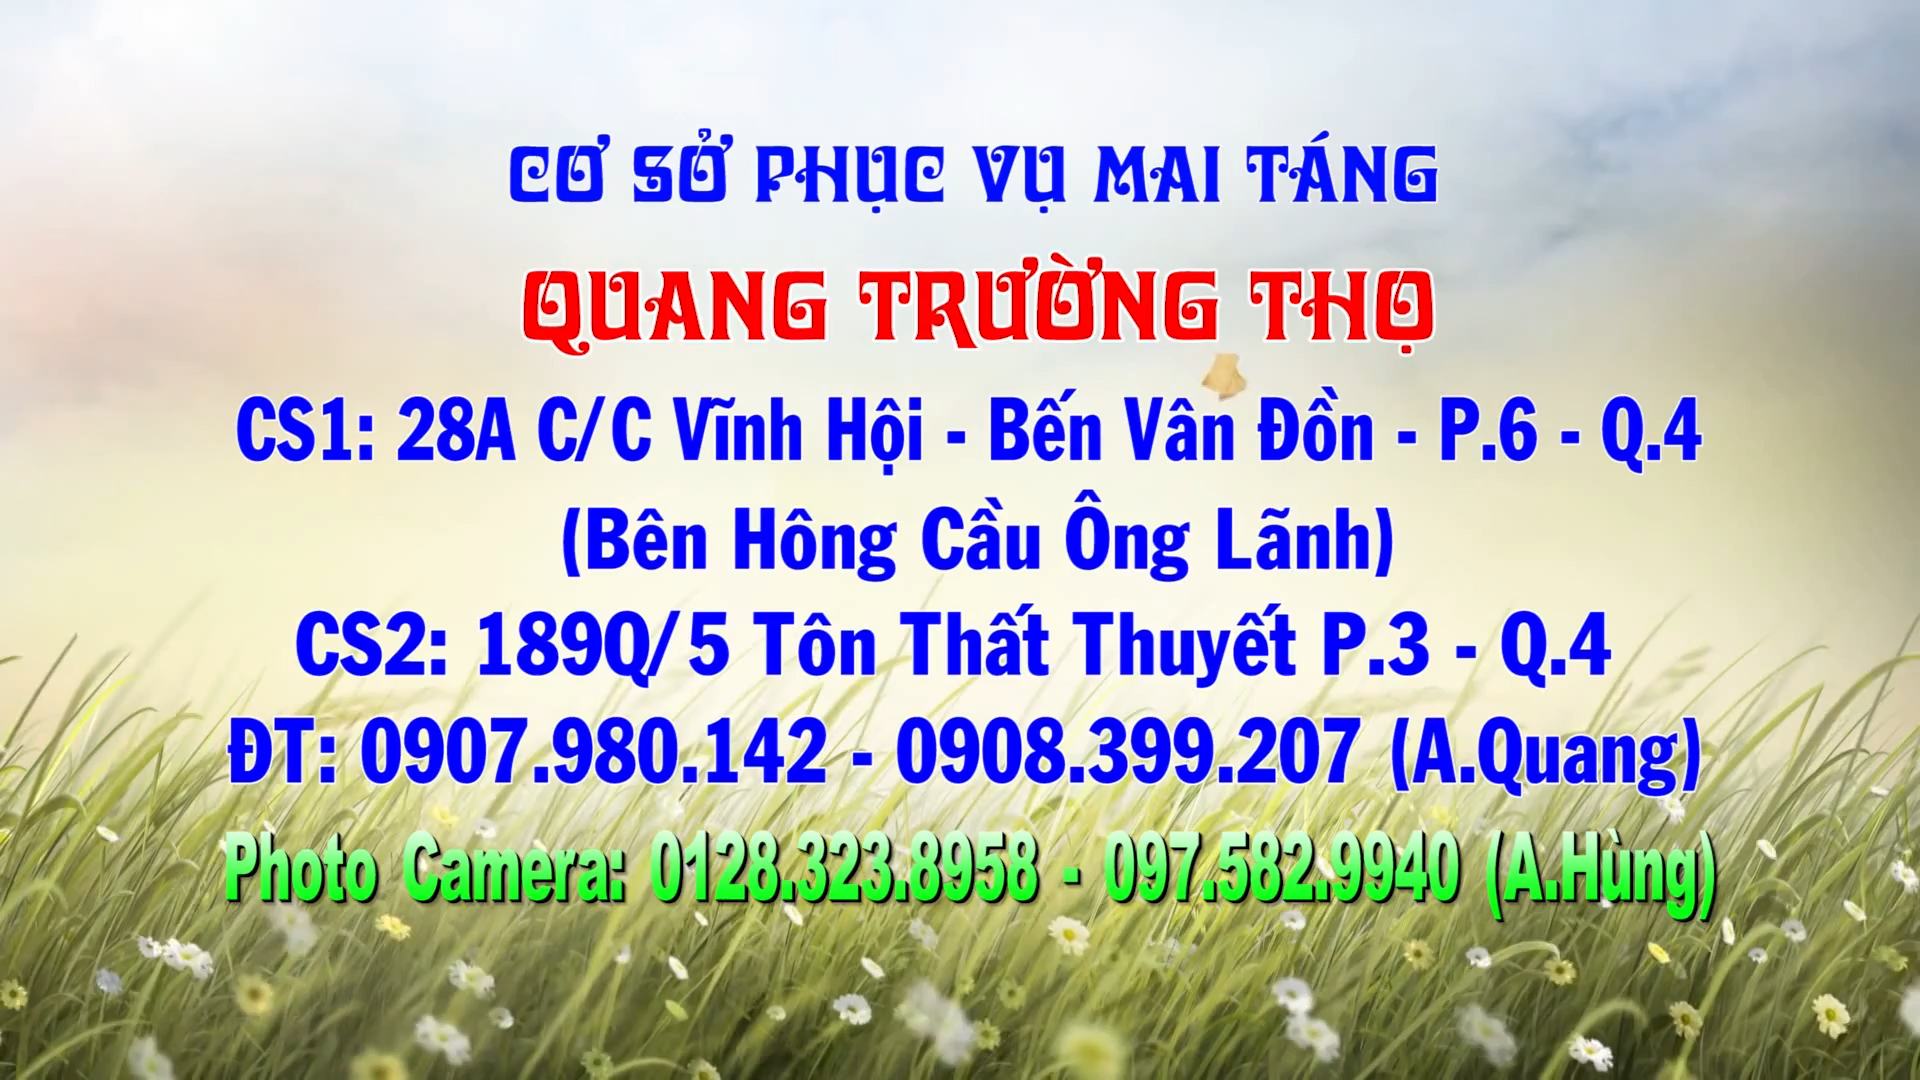 CƠ SỞ PHỤC VỤ MAI TÁNG
QUANG TRƯỜNG THỌ
CS1: 28A C/C Vĩnh Hội - Bến Vân Đồn - P.6 - Q.4
(Bên Hông Cầu Ông Lãnh)
CS2: 189Q/5 Tôn Thất Thuyết P.3 - Q.4
ĐT: 0907.980.142 - 0908.399.207 (A.Quang)
Photo Camera: 0128.323.8958 - 097.582.9940 (A.Hùng)